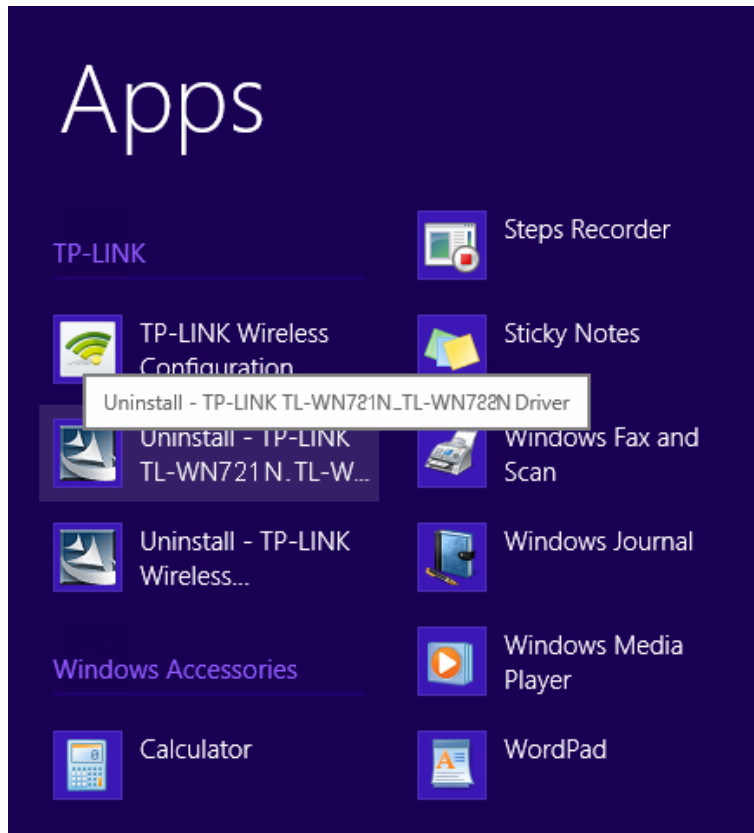 Apps
TP-LINK
TP-LINK Wireless
Configuration
Uninstall - TP-LINK TL-WN721N_TL-WN722N Driver
Uninstall - TP-LINK
TL-WN721N_TL-W...
Uninstall - TP-LINK
Wireless...
Windows Accessories
Calculator
Steps Recorder
Sticky Notes
Windows Fax and
Scan
Windows Journal
Windows Media
Player
WordPad